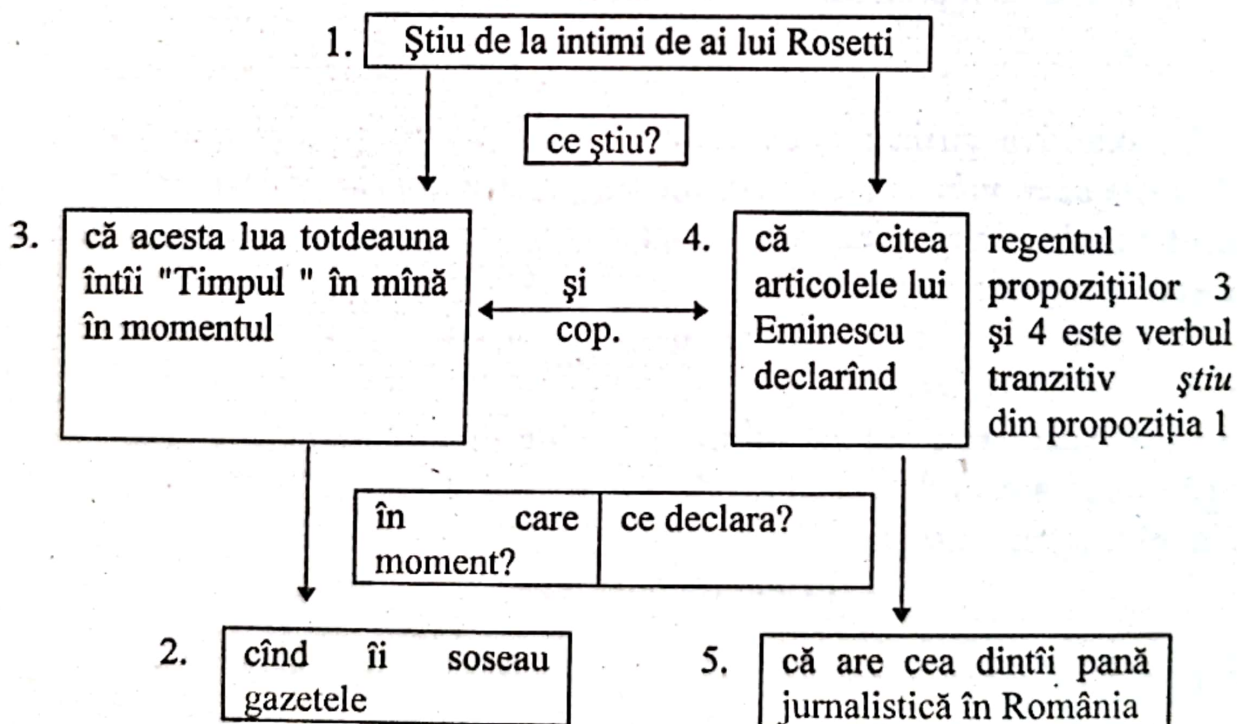 1. Ştiu de la intimi de ai lui Rosetti
ce ştiu?
3. că acesta lua totdeauna
întîi "Timpul " în mînă
în momentul
şi
cop.
4. că citea
articolele lui
Eminescu
declarînd
regentul
propoziţiilor 3
şi 4 este verbul
tranzitiv ştiu
din propoziţia 1
în care
moment?
ce declara?
2. cînd îi soseau
gazetele
5. că are cea dintîi pană
jurnalistică în România